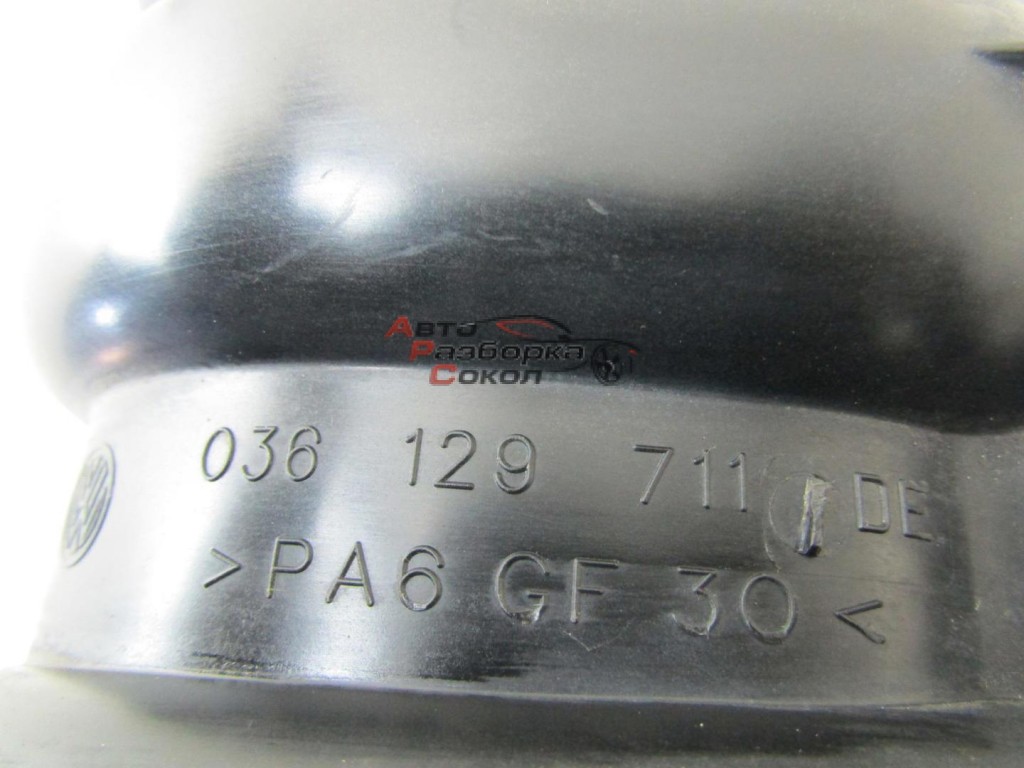 Авто
Разборка
Сокол
036 129 711 DE
>PA6 GF 30<